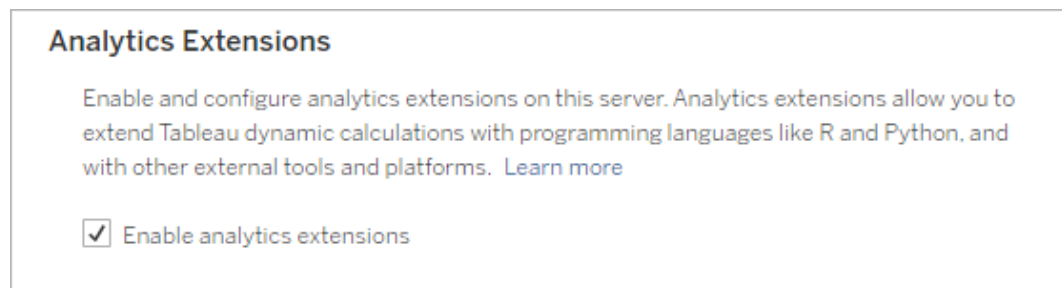 Analytics Extensions
Enable and configure analytics extensions on this server. Analytics extensions allow you to
extend Tableau dynamic calculations with programming languages like R and Python, and
with other external tools and platforms. Learn more
Enable analytics extensions